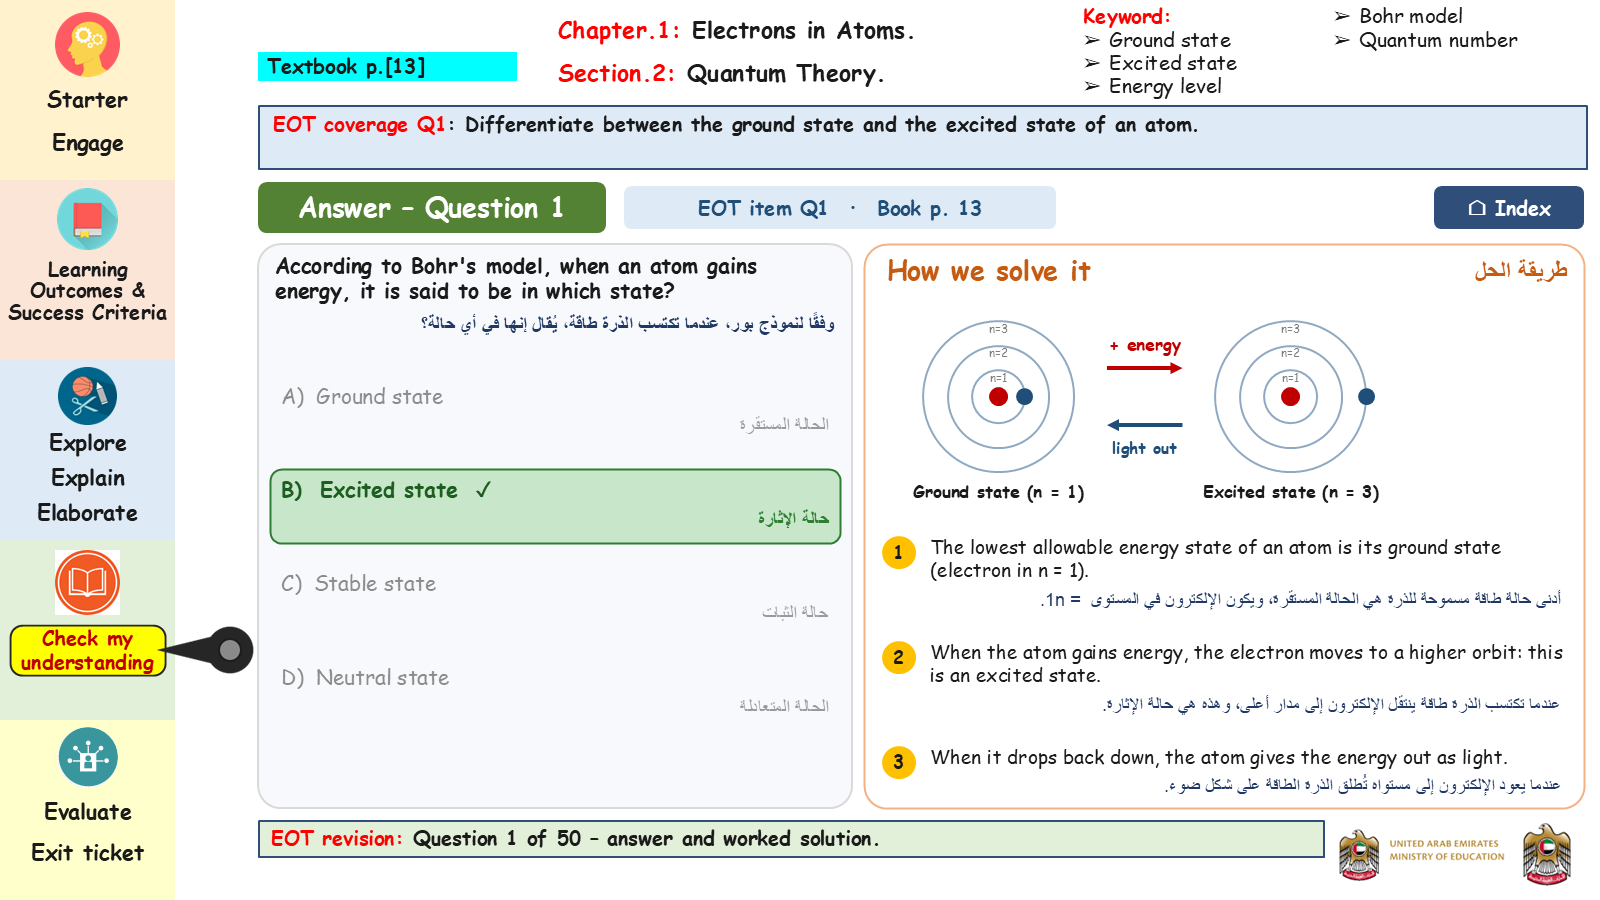 Starter
Engage
Learning
Outcomes &
Success Criteria
Explore
Explain
Elaborate
Check my
understanding
Evaluate
Exit ticket
Textbook p.[13]
Chapter.1: Electrons in Atoms.
Section.2: Quantum Theory.
Keyword:
➢ Ground state
➢ Excited state
➢ Energy level
➢ Bohr model
➢ Quantum number
EOT coverage Q1: Differentiate between the ground state and the excited state of an atom.
Answer – Question 1
EOT item Q1 · Book p. 13
Index
According to Bohr's model, when an atom gains
energy, it is said to be in which state?
وفقًا لنموذج بور، عندما تكتسب الذرة طاقة، يُقال إنها في أي حالة؟
A) Ground state
الحالة المستقرة
B) Excited state ✓
حالة الإثارة
C) Stable state
حالة الثبات
D) Neutral state
الحالة المتعادلة
How we solve it
طريقة الحل
n=3
n=2
n=1
+ energy
light out
n=3
n=2
n=1
Ground state (n = 1)
Excited state (n = 3)
1
The lowest allowable energy state of an atom is its ground state
(electron in n = 1).
أدنى حالة طاقة مسموحة للذرة هي الحالة المستقرّة، ويكون الإلكترون في المستوى = 1n.
2
When the atom gains energy, the electron moves to a higher orbit: this
is an excited state.
عندما تكتسب الذرة طاقة ينتقل الإلكترون إلى مدار أعلى، وهذه هي حالة الإثارة.
3
When it drops back down, the atom gives the energy out as light.
عندما يعود الإلكترون إلى مستواه تُطلق الذرة الطاقة على شكل ضوء.
EOT revision: Question 1 of 50 – answer and worked solution.
UNITED ARAB EMIRATES
MINISTRY OF EDUCATION